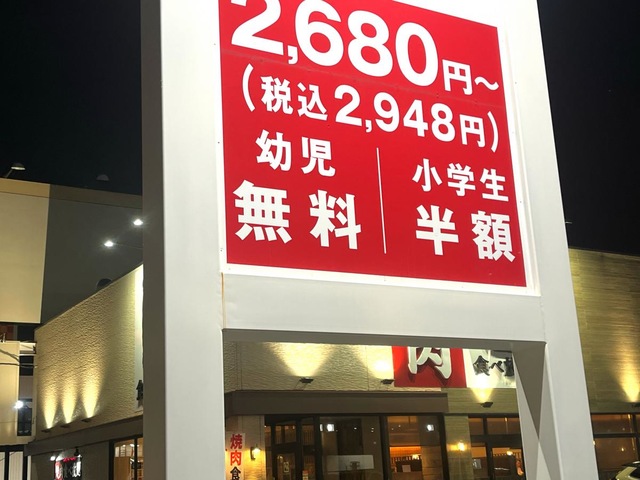 2,680円～
（税込2,948円）
幼児
無料
小学生
半額
肉
食べ
焼肉
食